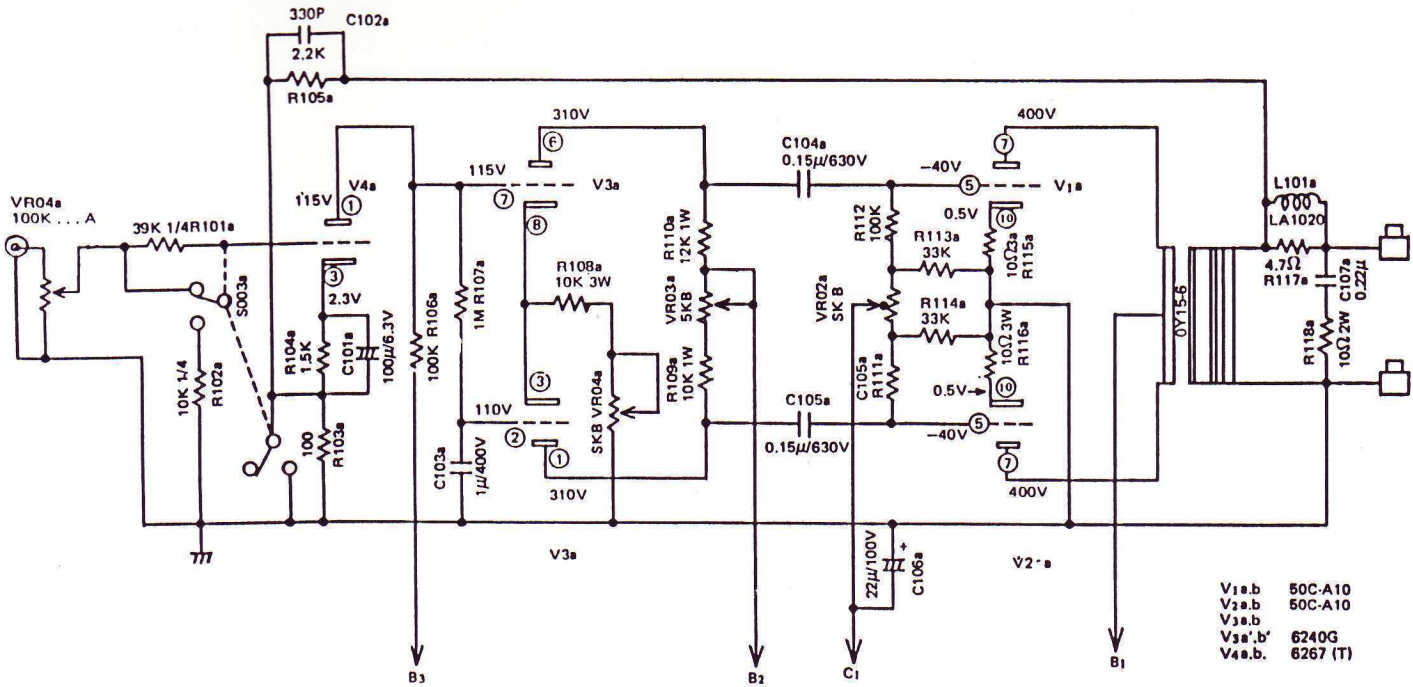 330P
C102a
2.2K
R105a
VR04a
100K . . . A
39K 1/4R101a
S003a
10K 1/4
R102a
115V
V4a
1
3
2.3V
R104a
1.5K
C101a
100µ/6.3V
100
R103a
100K R106a
115V
7
1M R107a
110V
2
C103a
1µ/400V
310V
6
V3a
8
R108a
10K 3W
3
SKB VR04a
1
310V
R110a
12K 1W
VR03a
5KB
R109a
10K 1W
C104a
0.15µ/630V
C105a
0.15µ/630V
R112
100K
VR02a
SK B
C105a
R111a
R113a
33K
R114a
33K
-40V
5
400V
7
V1a
0.5V
10
10Ω3a
R115a
10Ω 3W
R116a
0.5V
10
5
-40V
7
400V
0Y15-6
L101a
LA1020
4.7Ω
R117a
C107a
0.22µ
R118a
10Ω2W
V3a
22µ/100V
+
C106a
V2-a
B3
B2
C1
B1
V1a.b 50C-A10
V2a.b 50C-A10
V3a.b
V3a'.b' 6240G
V4a.b. 6267 (T)